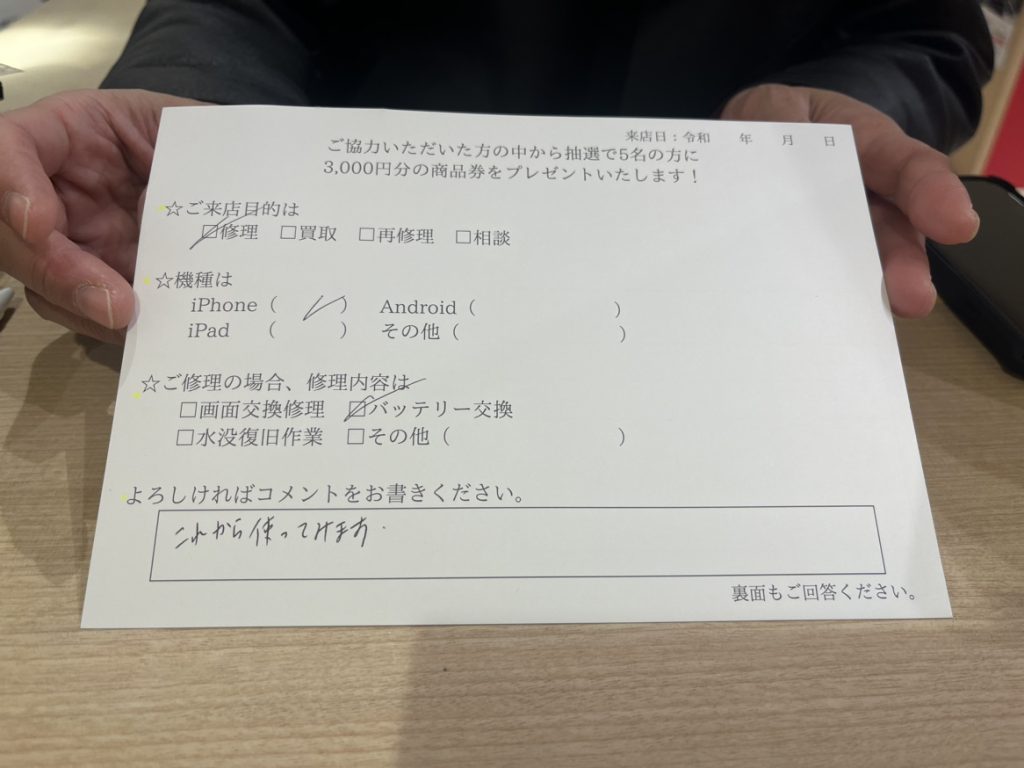 来店日：令和　　年　　月　　日
ご協力いただいた方の中から抽選で5名の方に
3,000円分の商品券をプレゼントいたします！
☆ご来店目的は
☑修理　□買取　□再修理　□相談
☆機種は
iPhone（　✓　）　Android（　　　　　　　）
iPad　（　　　）　その他（　　　　　　　）
☆ご修理の場合、修理内容は
□画面交換修理　☑バッテリー交換
□水没復旧作業　□その他（　　　　　　　）
よろしければコメントをお書きください。
これから使ってみます.
裏面もご回答ください。